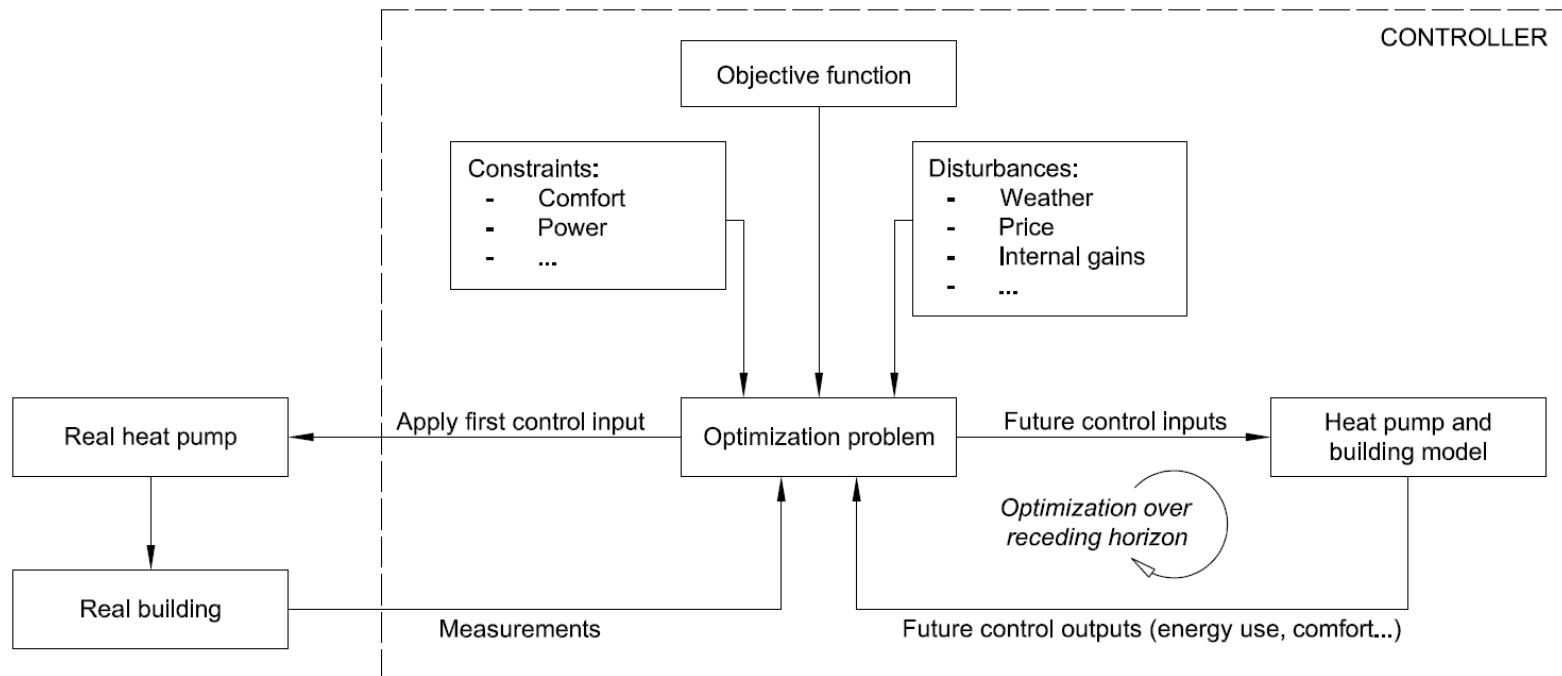 CONTROLLER
Objective function
Constraints:
- Comfort
- Power
- ...
Disturbances:
- Weather
- Price
- Internal gains
- ...
Real heat pump
Apply first control input
Optimization problem
Future control inputs
Heat pump and
building model
Optimization over
receding horizon
Real building
Measurements
Future control outputs (energy use, comfort...)